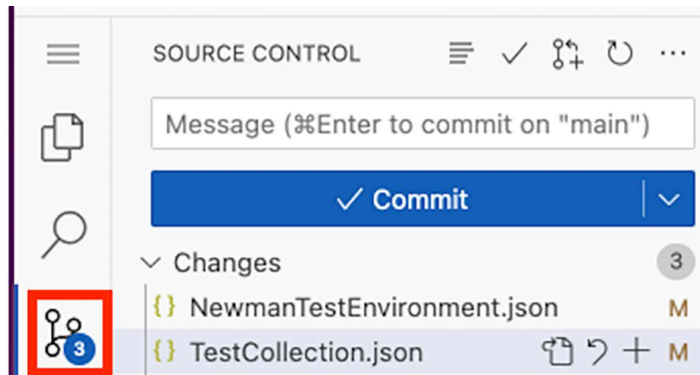 SOURCE CONTROL
Message (⌘Enter to commit on "main")
Commit
Changes 3
{} NewmanTestEnvironment.json M
3
{} TestCollection.json M